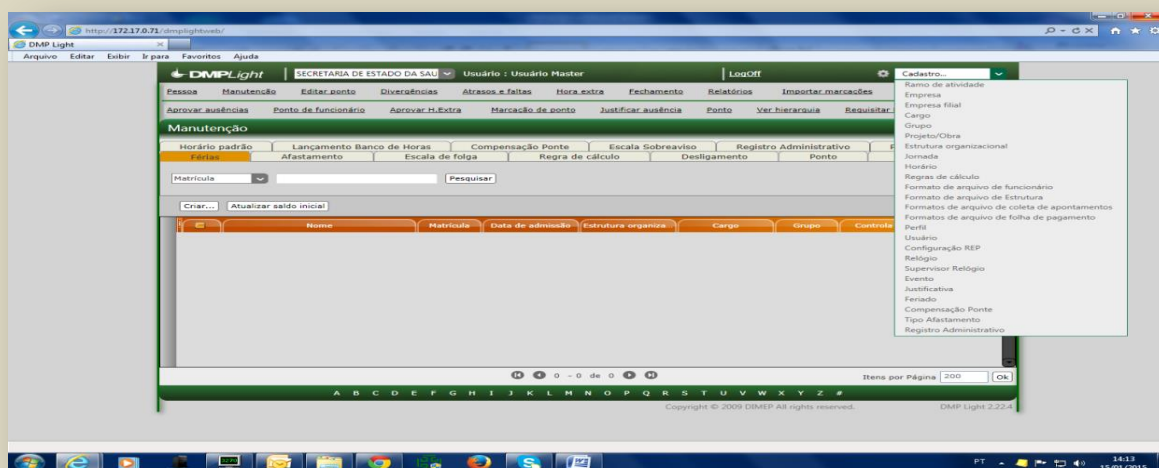 http://172.17.0.71/dmplightweb/
DMP Light
Arquivo Editar Exibir Ir para Favoritos Ajuda
DMPLight SECRETARIA DE ESTADO DA SAU Usuário : Usuário Master LogOff Cadastro...
Pessoa Manutenção Editar ponto Divergências Atrasos e faltas Hora extra Fechamento Relatórios Importar marcações
Aprovar ausências Ponto de funcionário Aprovar H.Extra Marcação de ponto Justificar ausência Ponto Ver hierarquia Requisitar
Manutenção
Horário padrão Lançamento Banco de Horas Compensação Ponte Escala Sobreaviso Registro Administrativo
Férias Afastamento Escala de folga Regra de cálculo Desligamento Ponto
Matrícula Pesquisar
Criar... Atualizar saldo inicial
Nome Matrícula Data de admissão Estrutura organiza Cargo Grupo Controla
Ramo de atividade
Empresa
Empresa filial
Cargo
Grupo
Projeto/Obra
Estrutura organizacional
Jornada
Horário
Regras de cálculo
Formato de arquivo de funcionário
Formato de arquivo de Estrutura
Formatos de arquivo de coleta de apontamentos
Formatos de arquivo de folha de pagamento
Perfil
Usuário
Configuração REP
Relógio
Supervisor Relógio
Evento
Justificativa
Feriado
Compensação Ponte
Tipo Afastamento
Registro Administrativo
0 - 0 de 0 Itens por Página 200 Ok
A B C D E F G H I J K L M N O P Q R S T U V W X Y Z #
Copyright © 2009 DIMEP All rights reserved. DMP Light 2.22.4
PT 14:13
15/01/2015